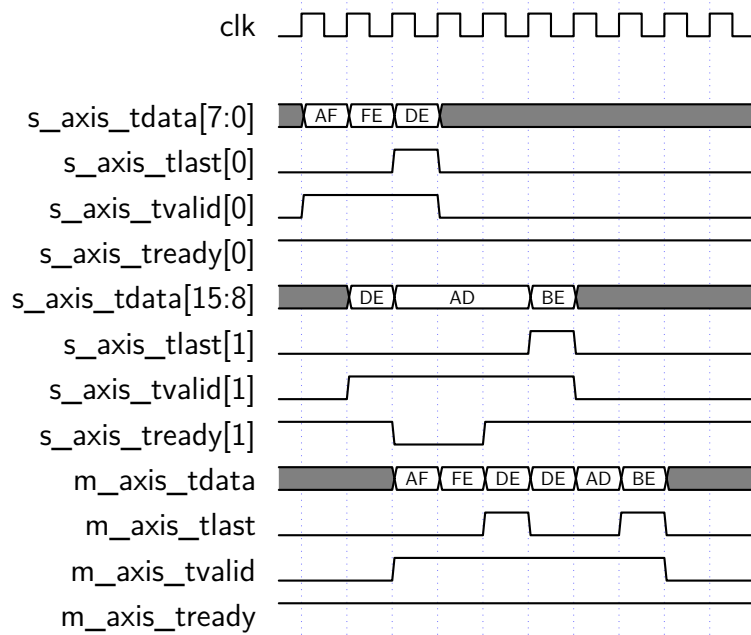 clk
s_axis_tdata[7:0] AF FE DE
s_axis_tlast[0]
s_axis_tvalid[0]
s_axis_tready[0]
s_axis_tdata[15:8] DE AD BE
s_axis_tlast[1]
s_axis_tvalid[1]
s_axis_tready[1]
m_axis_tdata AF FE DE DE AD BE
m_axis_tlast
m_axis_tvalid
m_axis_tready